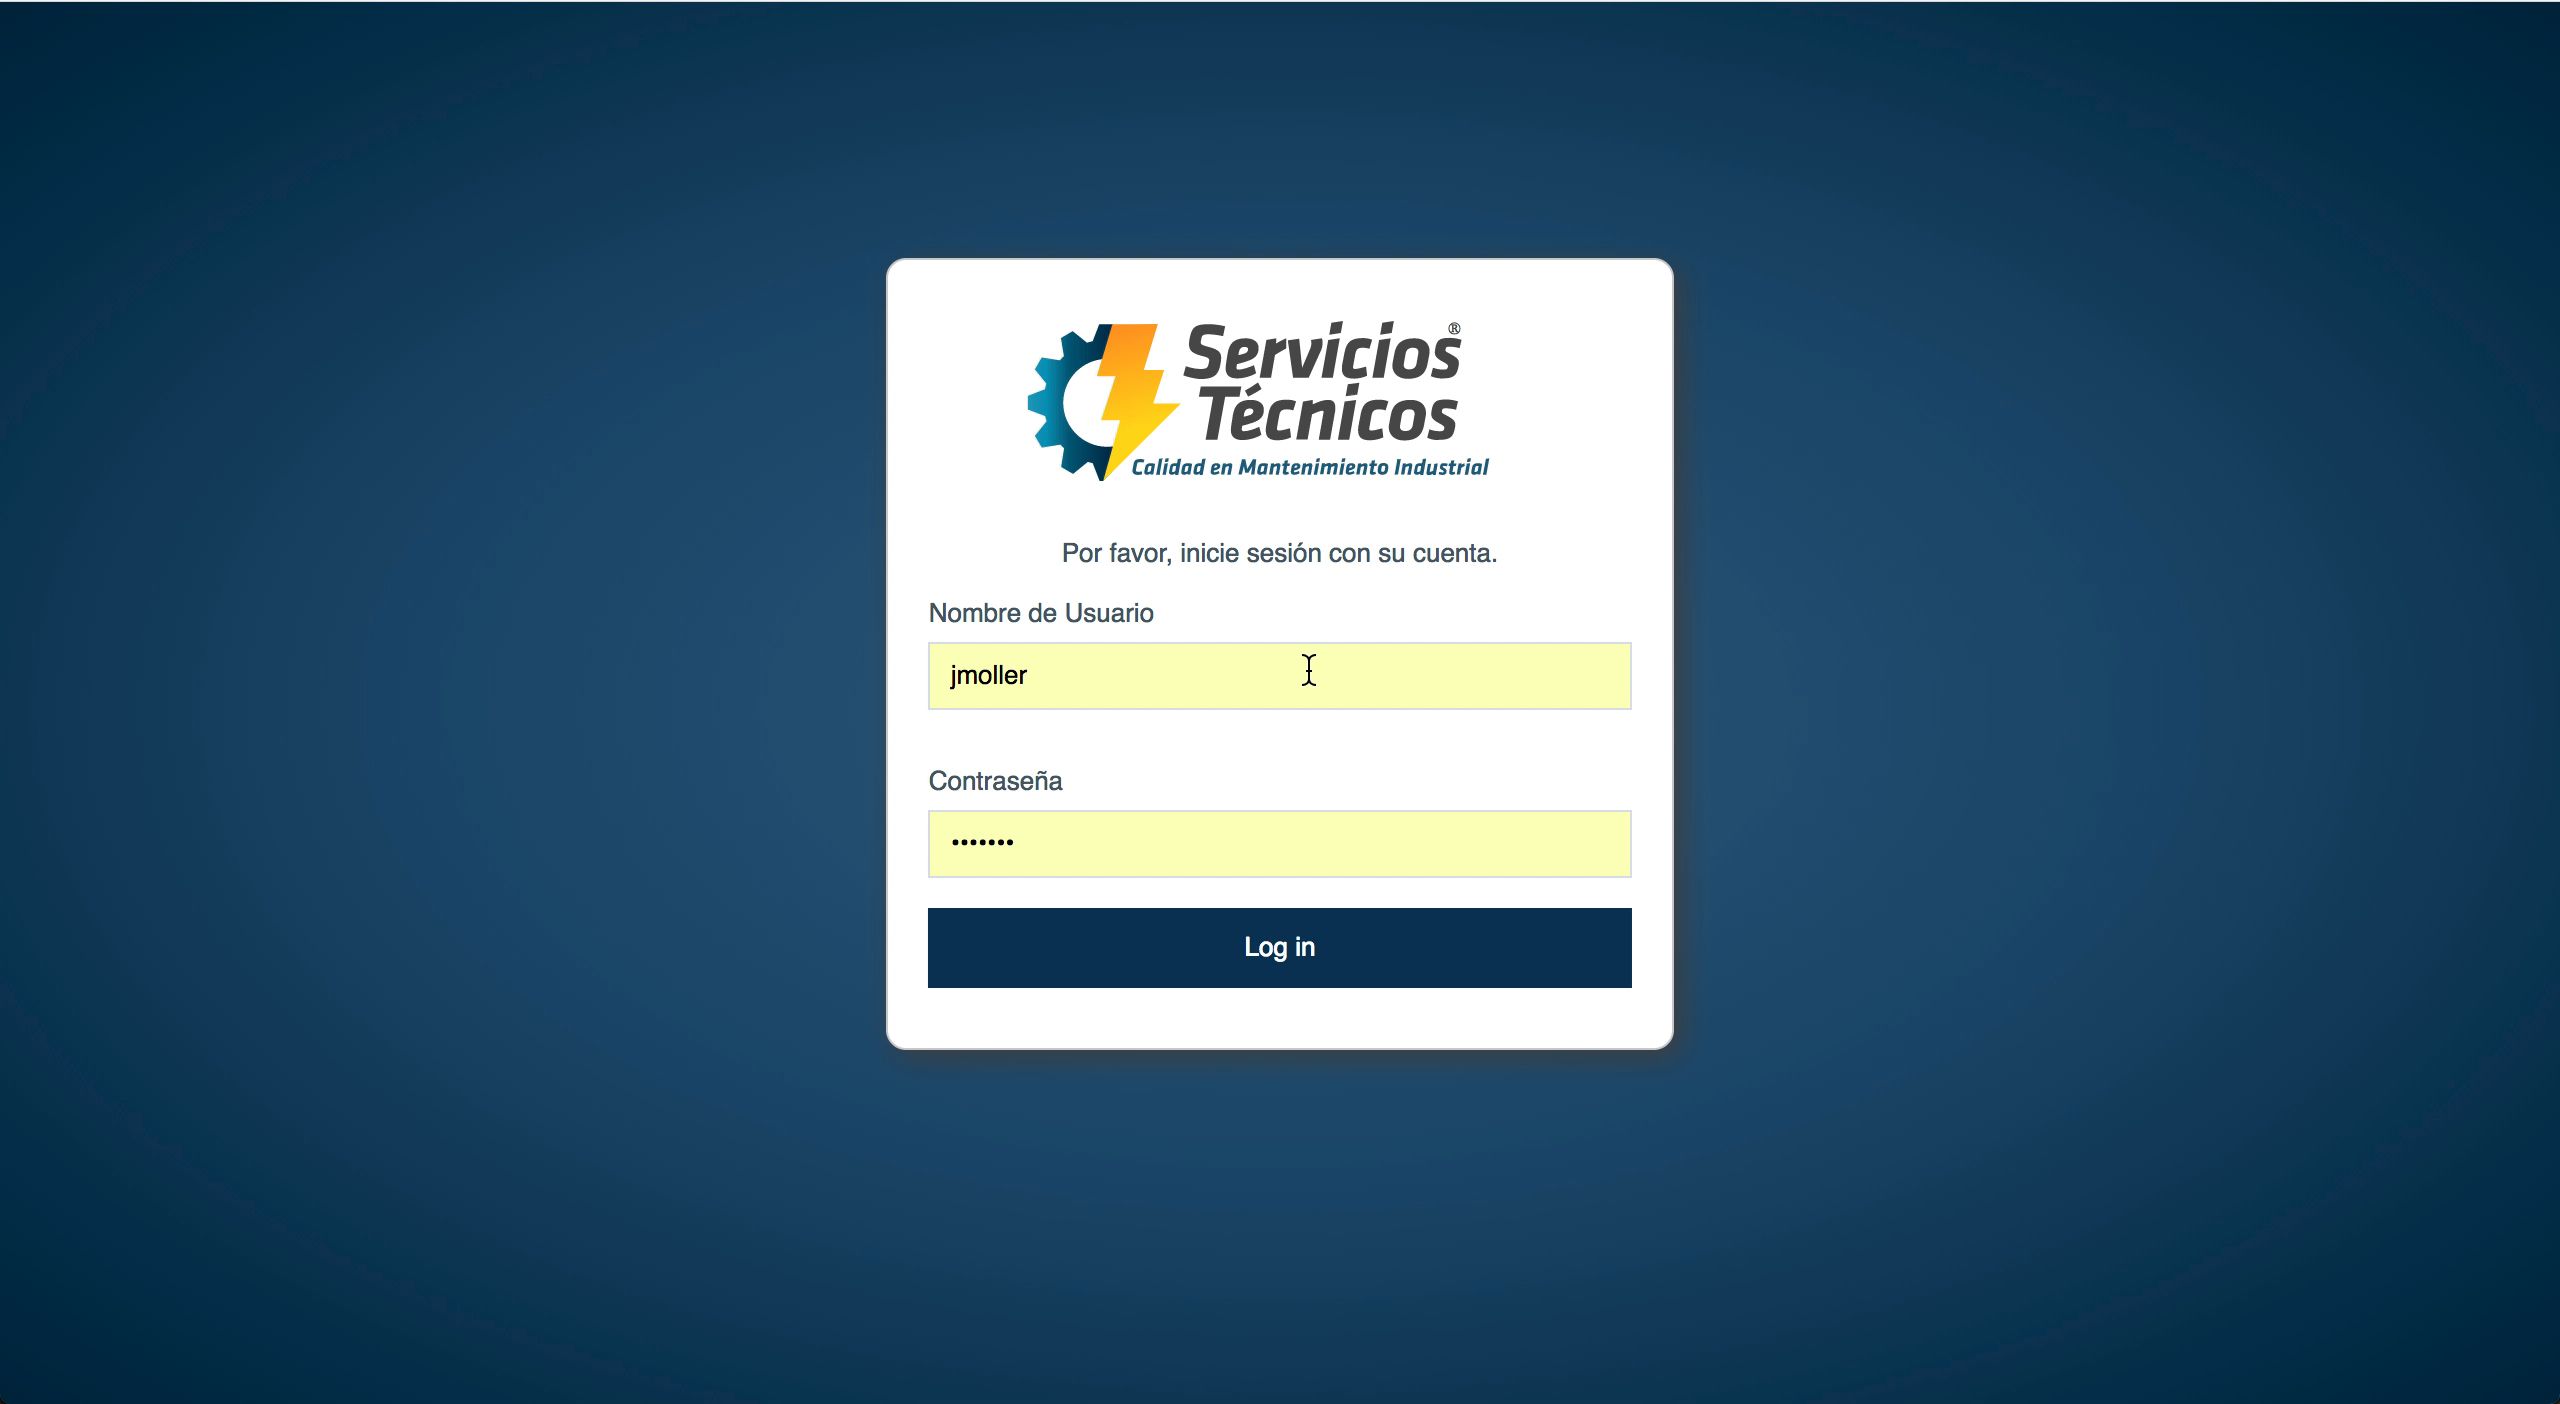 Servicios®
Técnicos
Calidad en Mantenimiento Industrial
Por favor, inicie sesión con su cuenta.
Nombre de Usuario
jmoller
Contraseña
•••••••
Log in